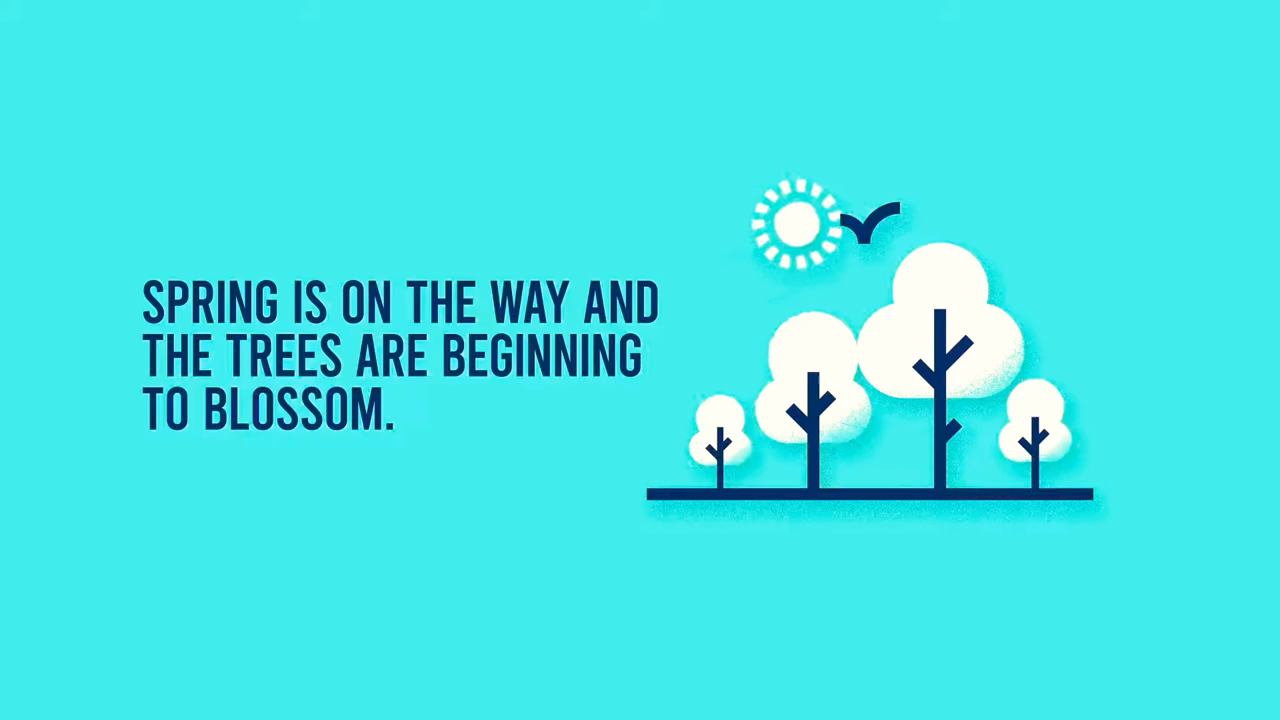 SPRING IS ON THE WAY AND
THE TREES ARE BEGINNING
TO BLOSSOM.